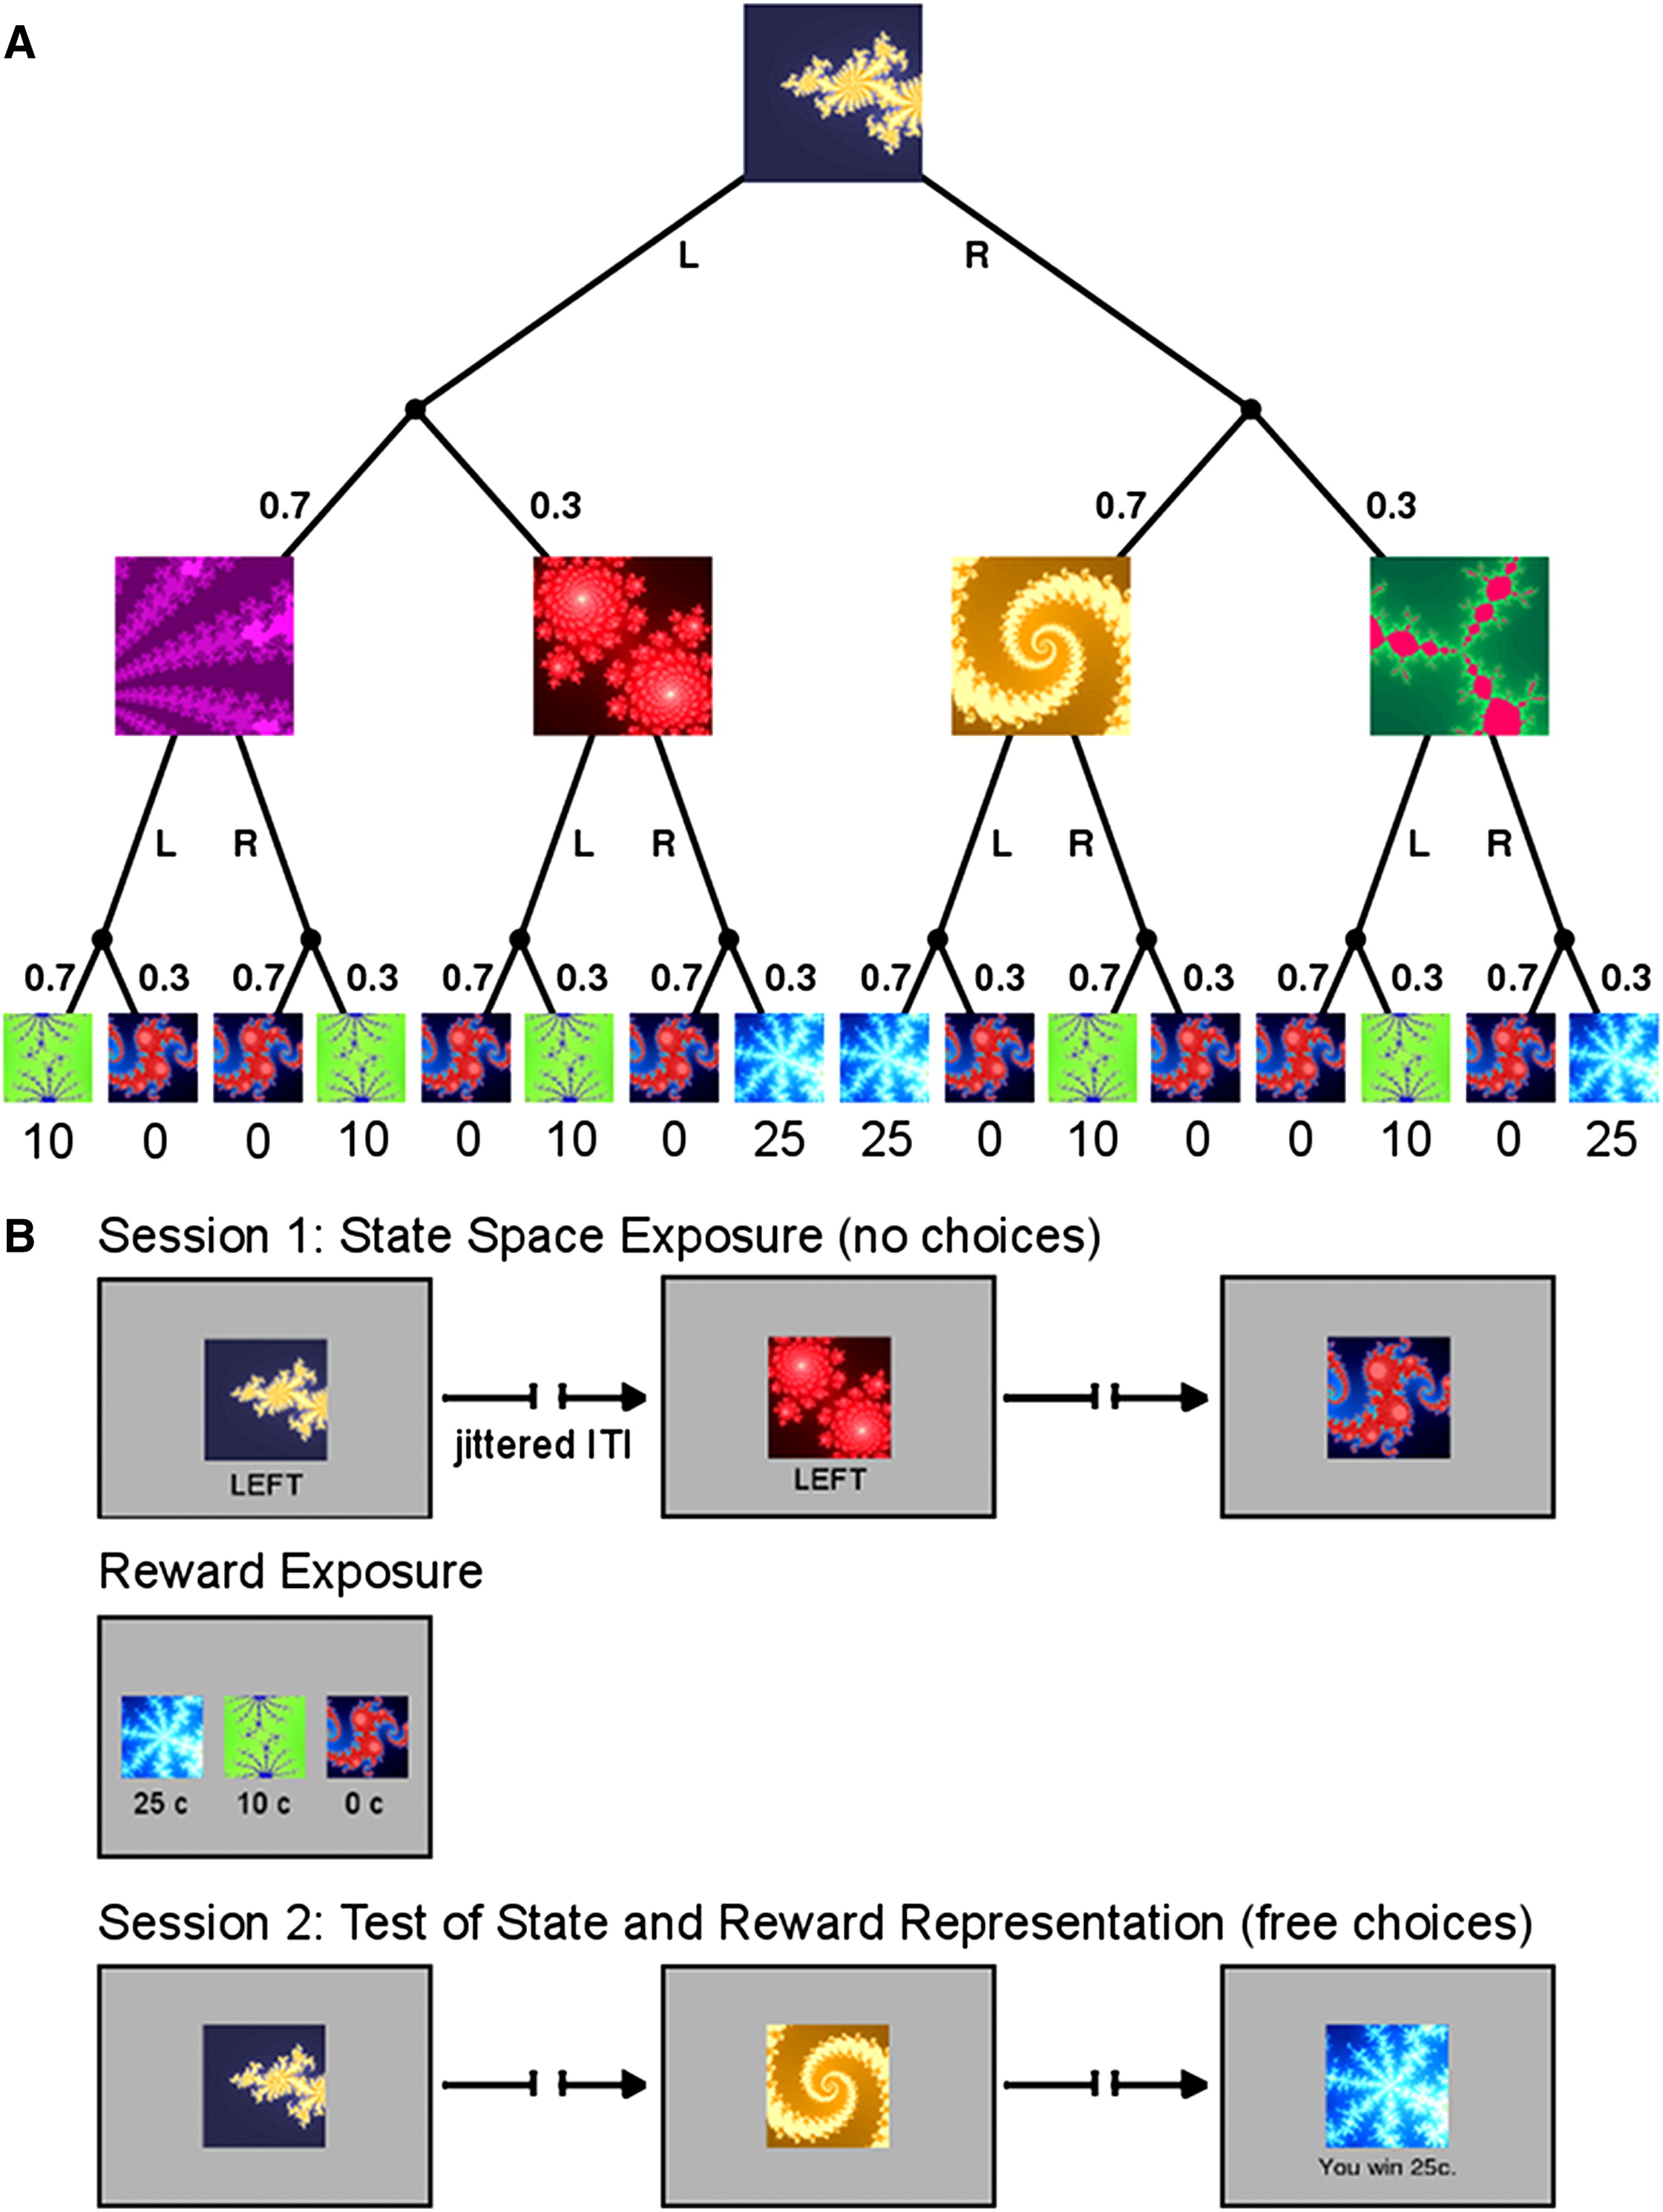 A
L R
0.7 0.3 0.7 0.3
L R L R L R L R
0.7 0.3 0.7 0.3 0.7 0.3 0.7 0.3 0.7 0.3 0.7 0.3 0.7 0.3 0.7 0.3
10 0 0 10 0 10 0 25 25 0 10 0 0 10 0 25
B Session 1: State Space Exposure (no choices)
jittered ITI
LEFT LEFT
Reward Exposure
25 c 10 c 0 c
Session 2: Test of State and Reward Representation (free choices)
You win 25c.